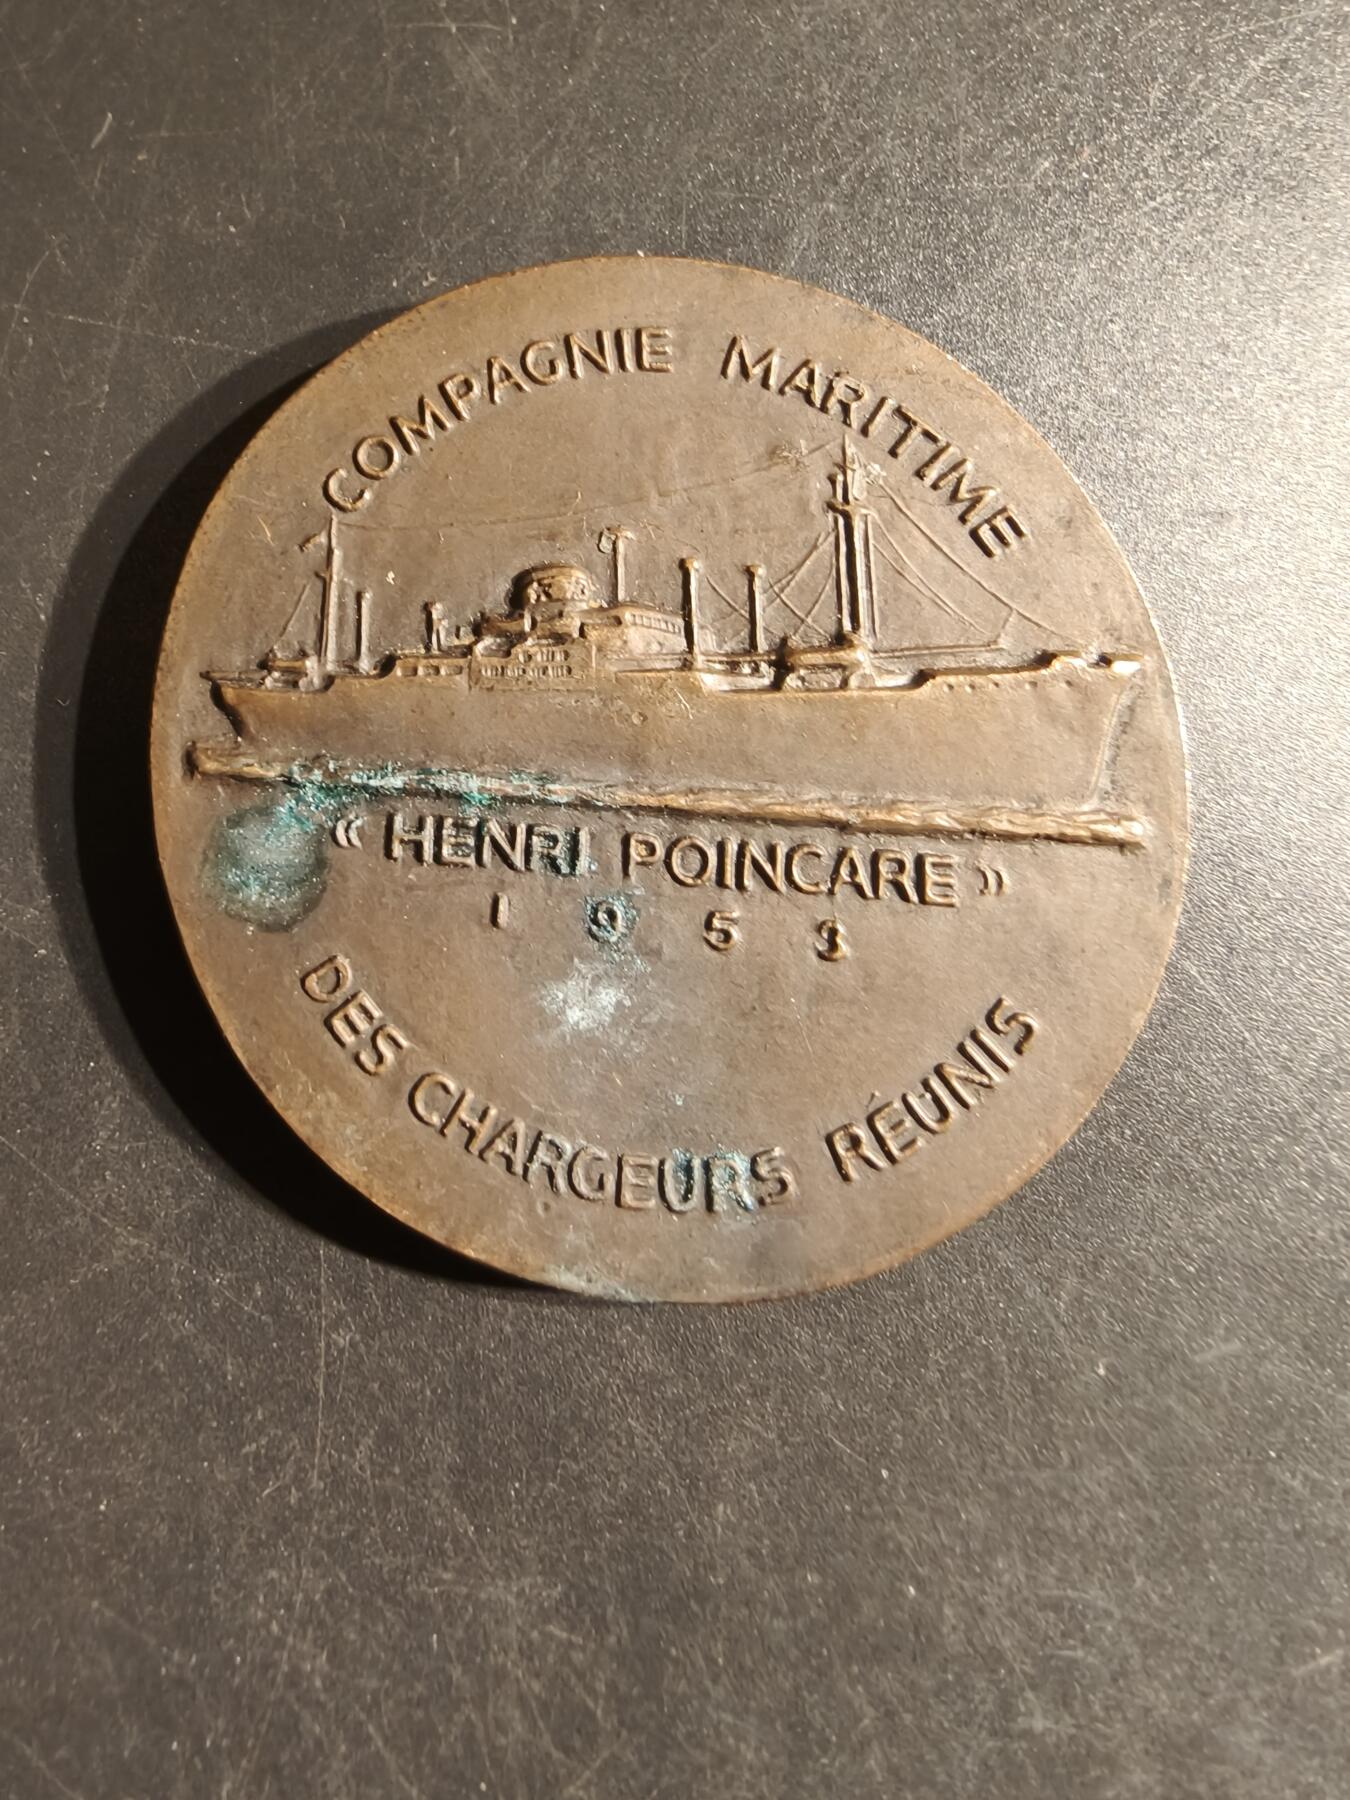 COMPAGNIE MARITIME
« HENRI POINCARE »
1953
DES CHARGEURS RÉUNIS